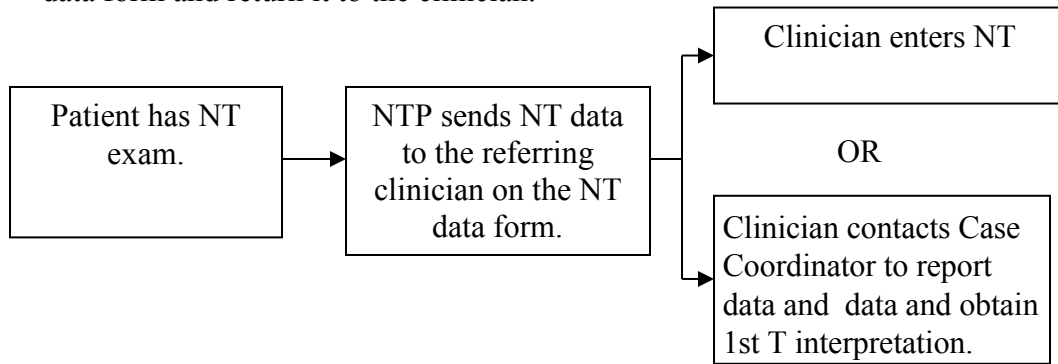 data form and return it to the clinician.
Patient has NT
exam.
NTP sends NT data
to the referring
clinician on the NT
data form.
Clinician enters NT
OR
Clinician contacts Case
Coordinator to report
data and data and obtain
1st T interpretation.